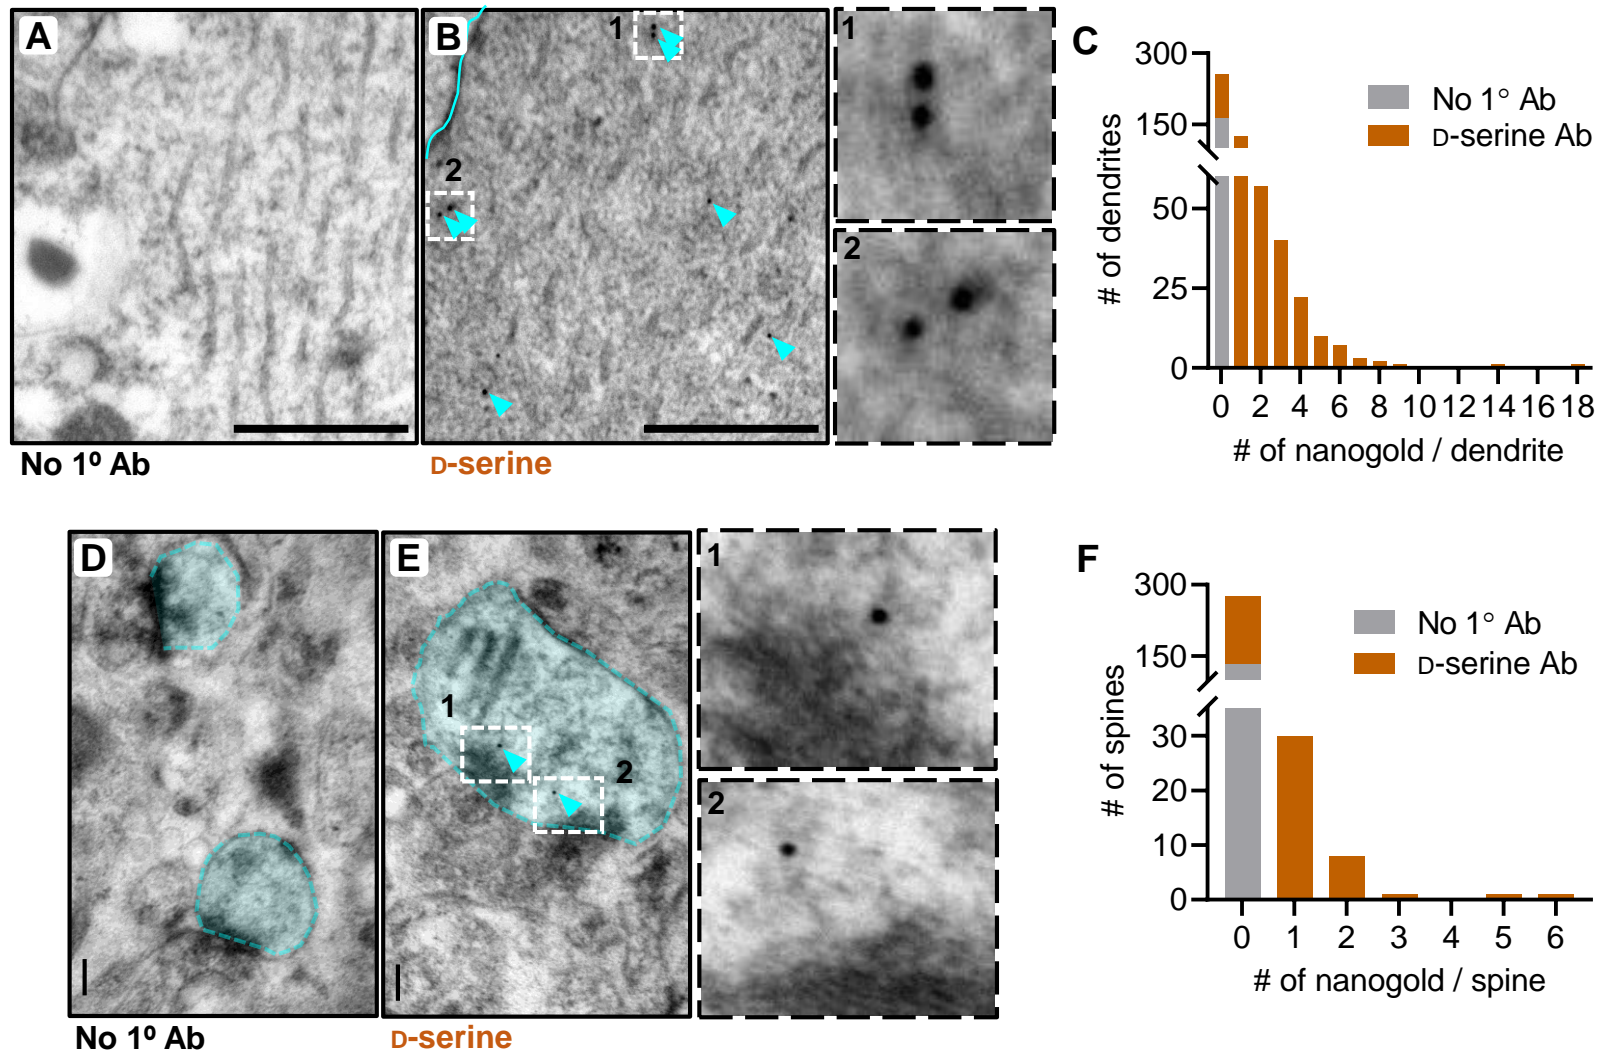 A
No 1º Ab
B
1
2
D-serine
1
2
C
300
150
50
25
0
# of dendrites
No 1° Ab
D-serine Ab
0 2 4 6 8 10 12 14 16 18
# of nanogold / dendrite
D
No 1º Ab
E
1
2
D-serine
1
2
F
300
150
30
20
10
0
# of spines
No 1° Ab
D-serine Ab
0 1 2 3 4 5 6
# of nanogold / spine